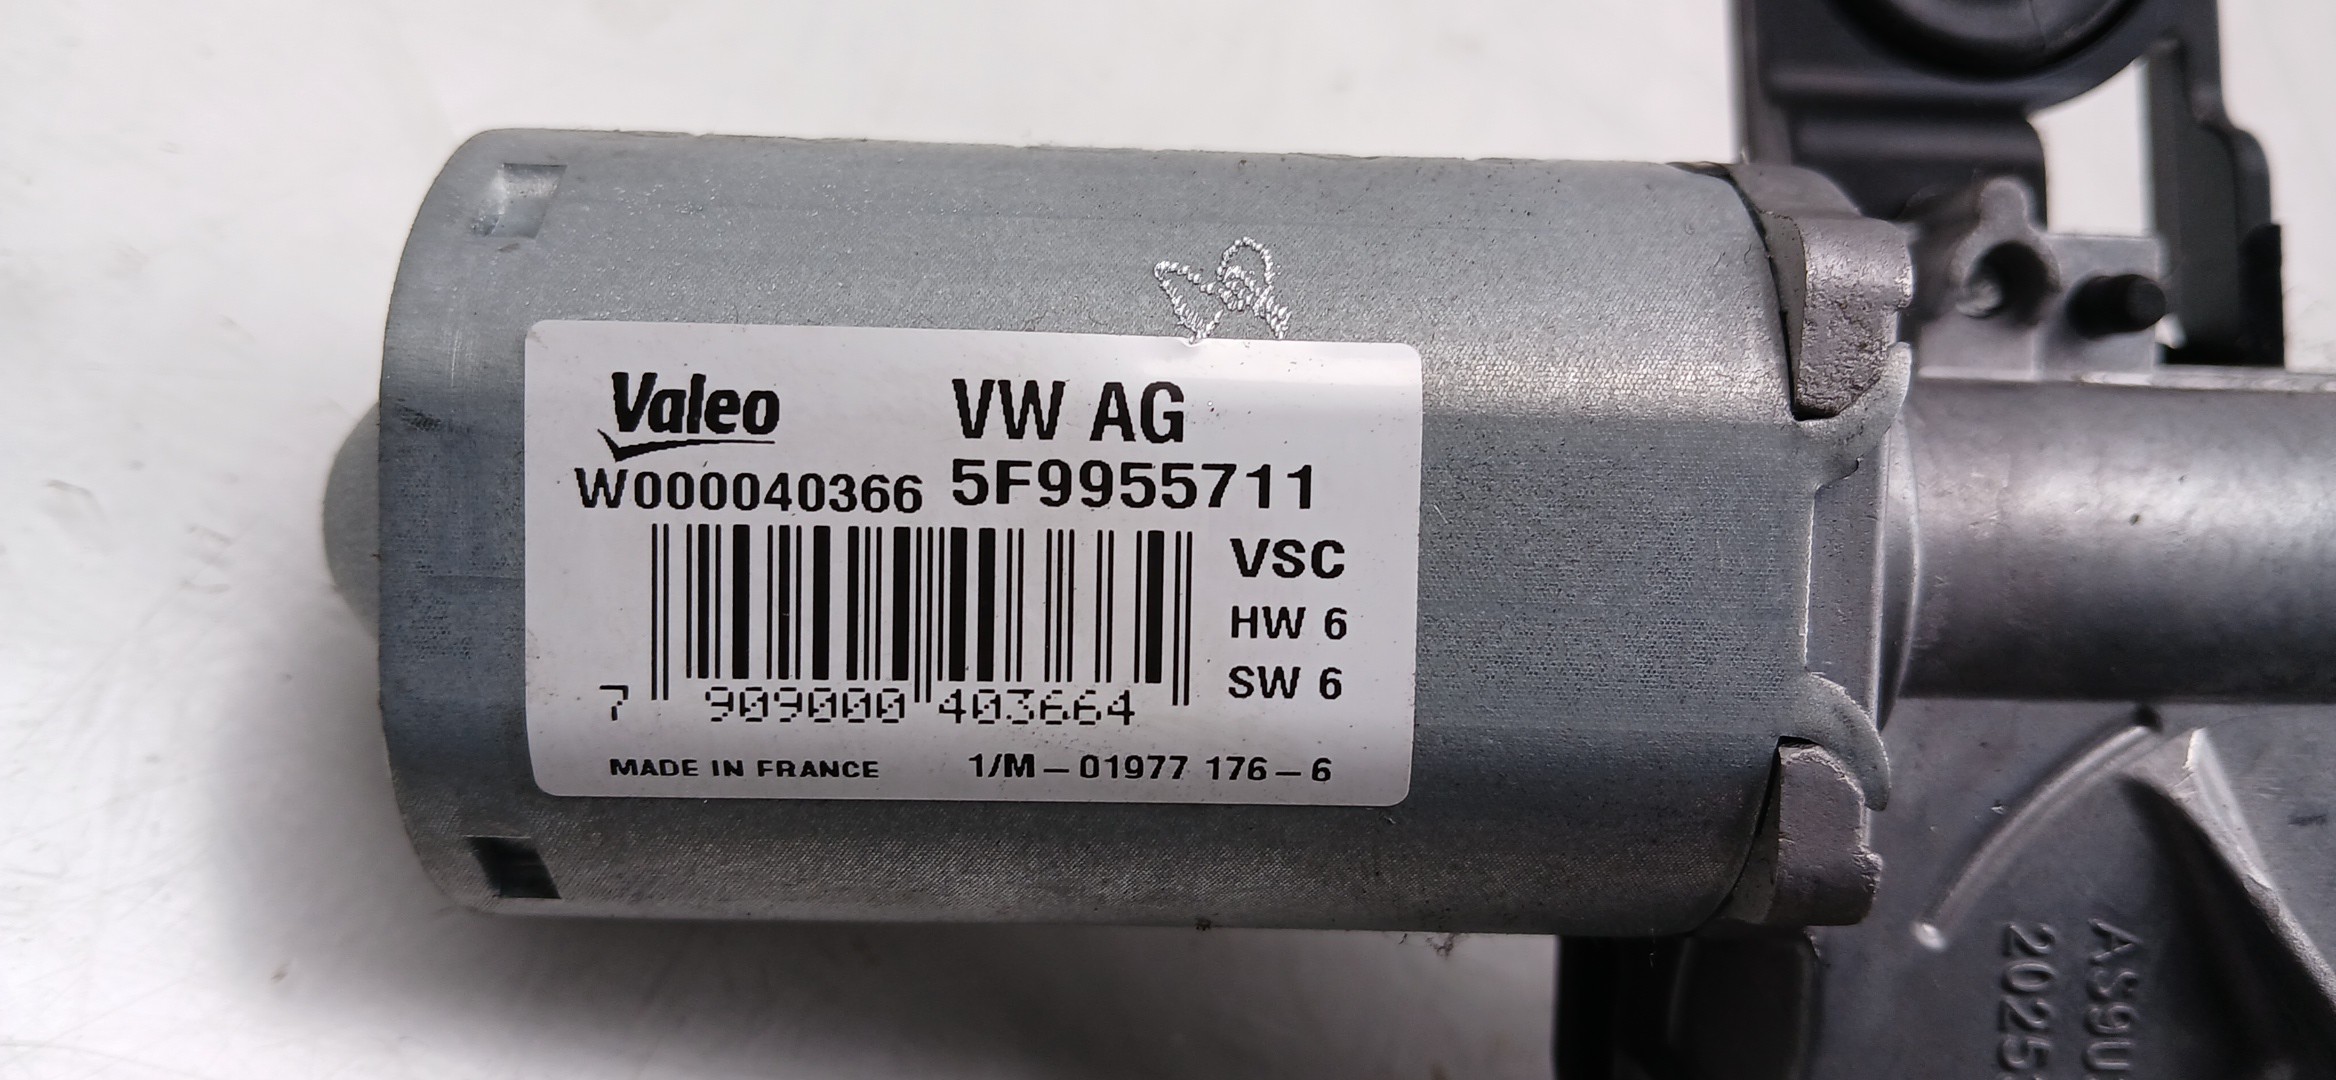 Valeo
VW AG
W000040366
5F9955711
VSC
HW 6
SW 6
7 909000 403664
MADE IN FRANCE
1/M-01977 176-6